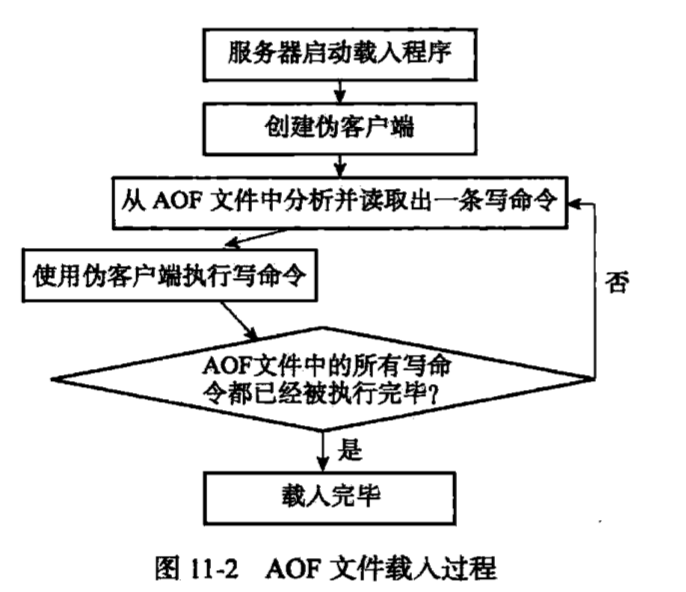 服务器启动载入程序
创建伪客户端
从 AOF 文件中分析并读取出一条写命令
使用伪客户端执行写命令
否
AOF文件中的所有写命
令都已经被执行完毕？
是
载人完毕
图 11-2 AOF 文件载入过程